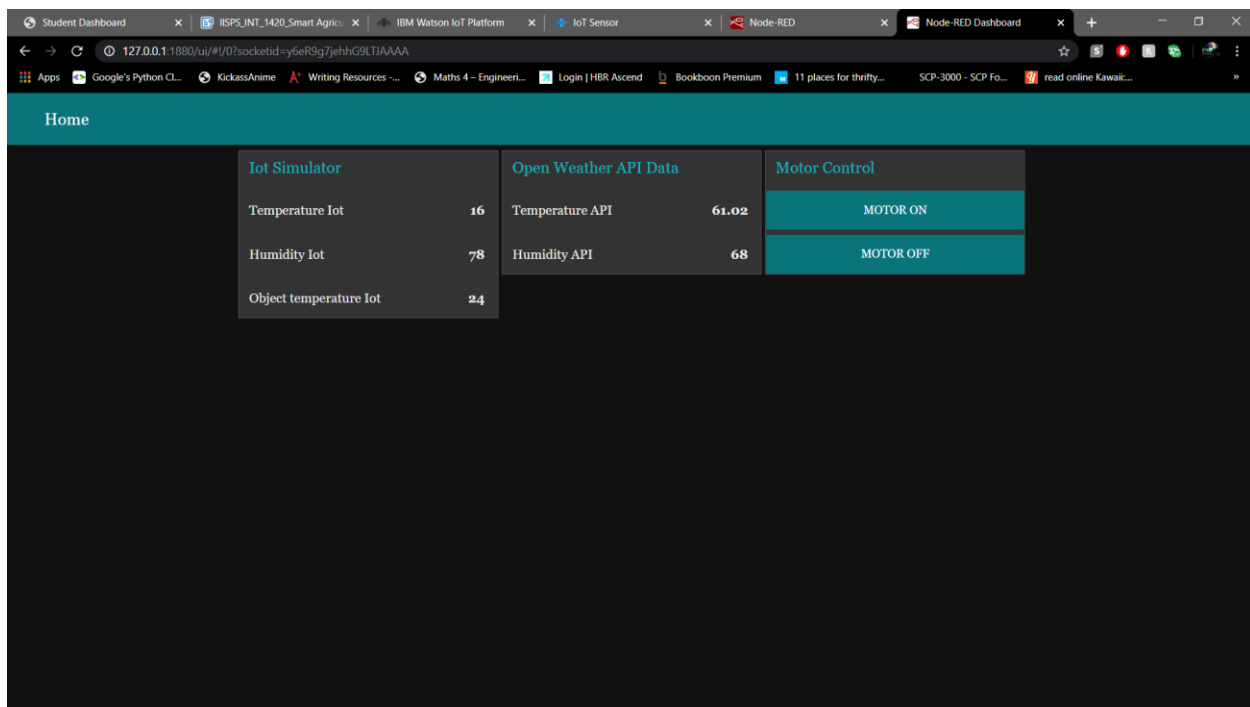 Student Dashboard
IISPS_INT_1420_Smart Agricu
IBM Watson IoT Platform
IoT Sensor
Node-RED
Node-RED Dashboard
127.0.0.1:1880/ui/#!/0?socketid=y6eR9g7jehhG9LTJAAAA
Apps
Google's Python Cl...
KickassAnime
Writing Resources -...
Maths 4 – Engineeri...
Login | HBR Ascend
Bookboon Premium
11 places for thrifty...
SCP-3000 - SCP Fo...
read online Kawaii:...
Home
Iot Simulator
Temperature Iot 16
Humidity Iot 78
Object temperature Iot 24
Open Weather API Data
Temperature API 61.02
Humidity API 68
Motor Control
MOTOR ON
MOTOR OFF